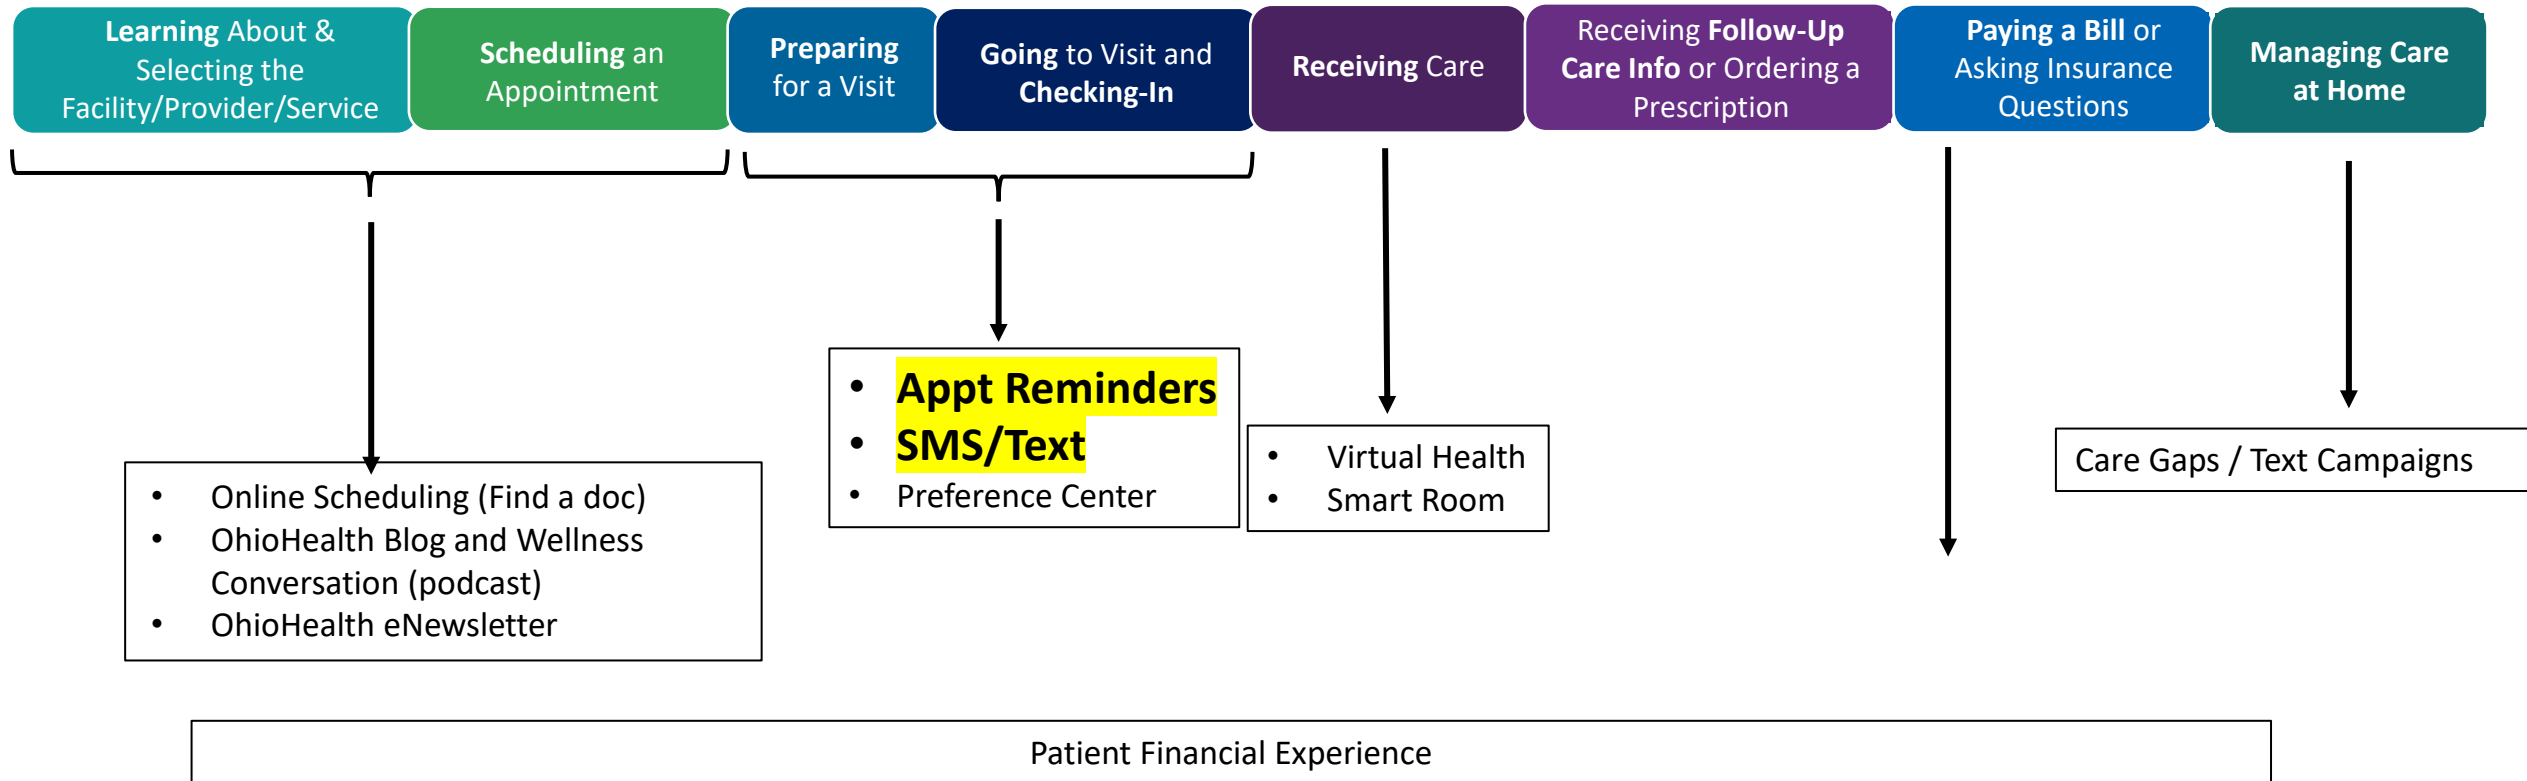 Learning About &
Selecting the
Facility/Provider/Service
Scheduling an
Appointment
Preparing
for a Visit
Going to Visit and
Checking-In
Receiving Care
Receiving Follow-Up
Care Info or Ordering a
Prescription
Paying a Bill or
Asking Insurance
Questions
Managing Care
at Home
• Online Scheduling (Find a doc)
• OhioHealth Blog and Wellness
Conversation (podcast)
• OhioHealth eNewsletter
• Appt Reminders
• SMS/Text
• Preference Center
• Virtual Health
• Smart Room
Care Gaps / Text Campaigns
Patient Financial Experience